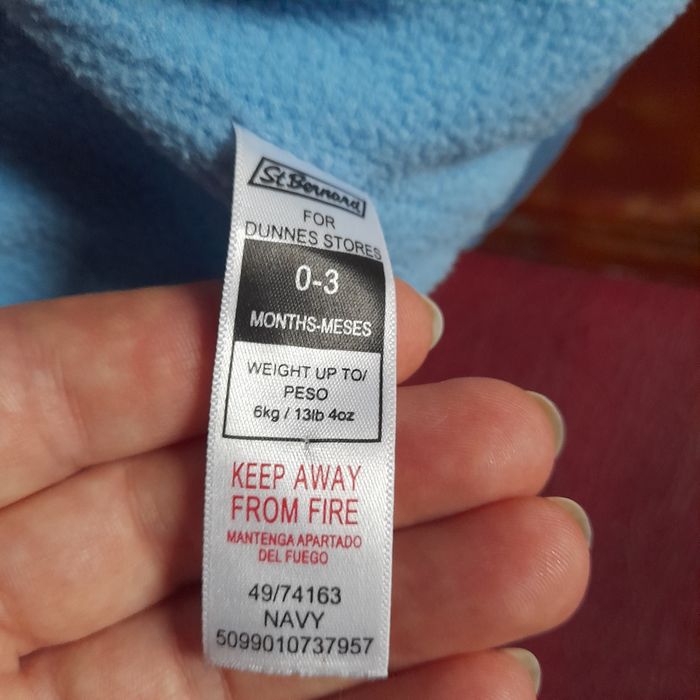 St Bernard
FOR
DUNNES STORES
0-3
MONTHS-MESES
WEIGHT UP TO/
PESO
6kg / 13lb 4oz
KEEP AWAY
FROM FIRE
MANTENGA APARTADO
DEL FUEGO
49/74163
NAVY
5099010737957